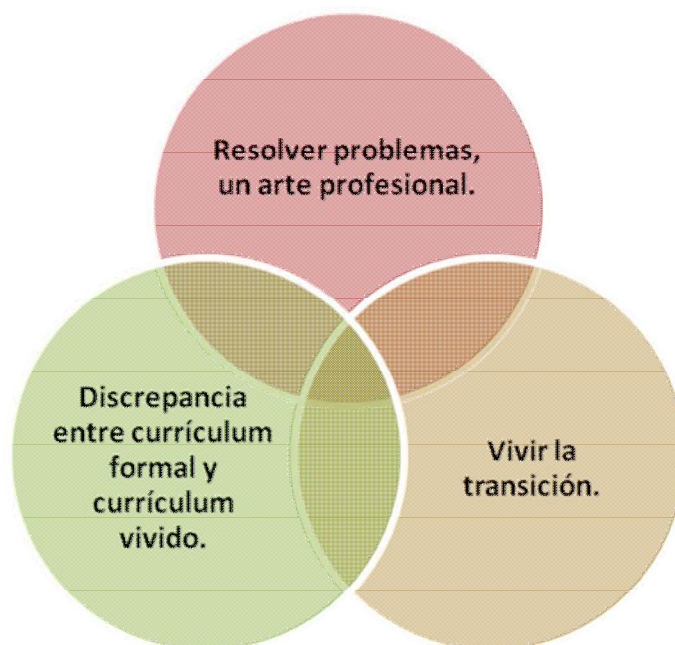 Resolver problemas,
un arte profesional.
Discrepancia
entre currículum
formal y
currículum
vivido.
Vivir la
transición.